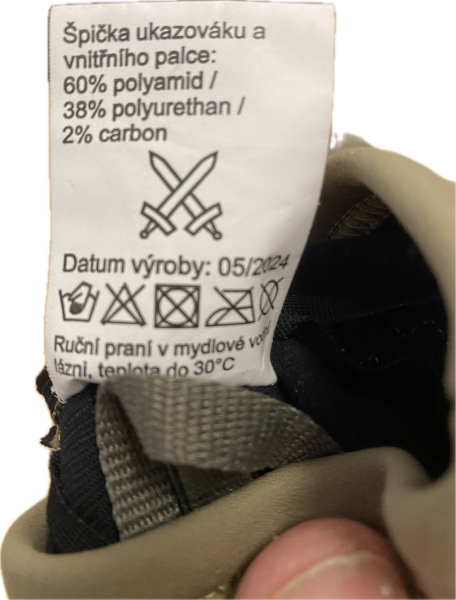 Špička ukazováku a
vnitřního palce:
60% polyamid /
38% polyurethan /
2% carbon
Datum výroby: 05/2024
Ruční praní v mydlové
lázni, teplota do 30°C